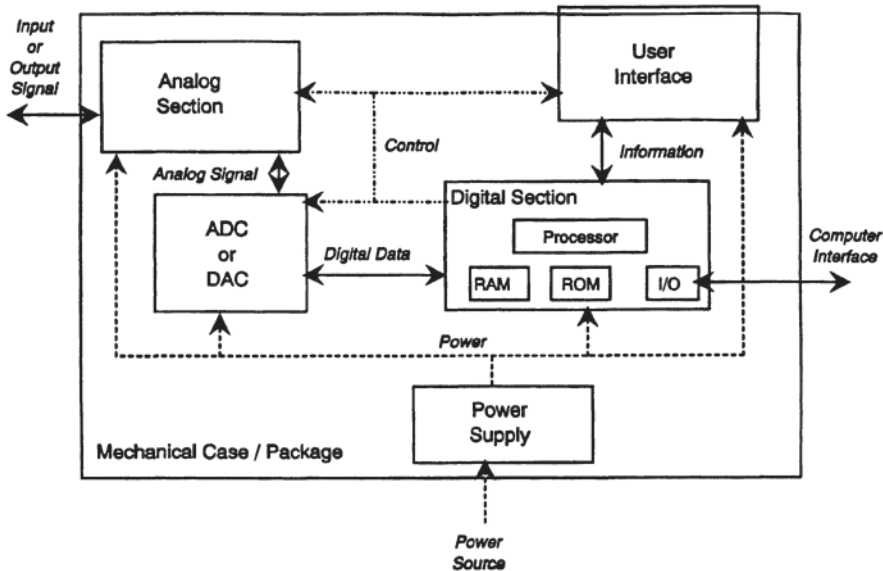 Input
or
Output
Signal
Analog
Section
User
Interface
Control
Information
Analog Signal
Digital Section
ADC
or
DAC
Processor
Digital Data
Computer
Interface
RAM
ROM
I/O
Power
Power
Supply
Mechanical Case / Package
Power
Source